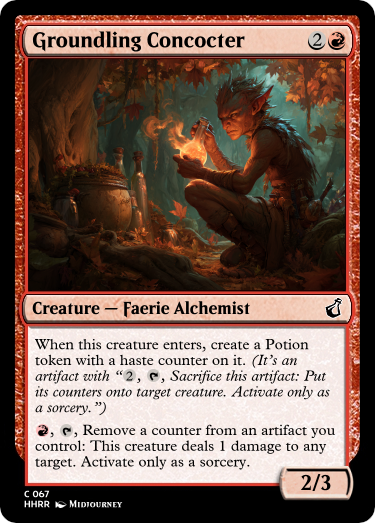 Groundling Concocter 2
Creature — Faerie Alchemist
When this creature enters, create a Potion
token with a haste counter on it. (It's an
artifact with “2, , Sacrifice this artifact: Put
its counters onto target creature. Activate only as
a sorcery.”)
, , Remove a counter from an artifact you
control: This creature deals 1 damage to any
target. Activate only as a sorcery.
2/3
C 067
HHRR Midjourney